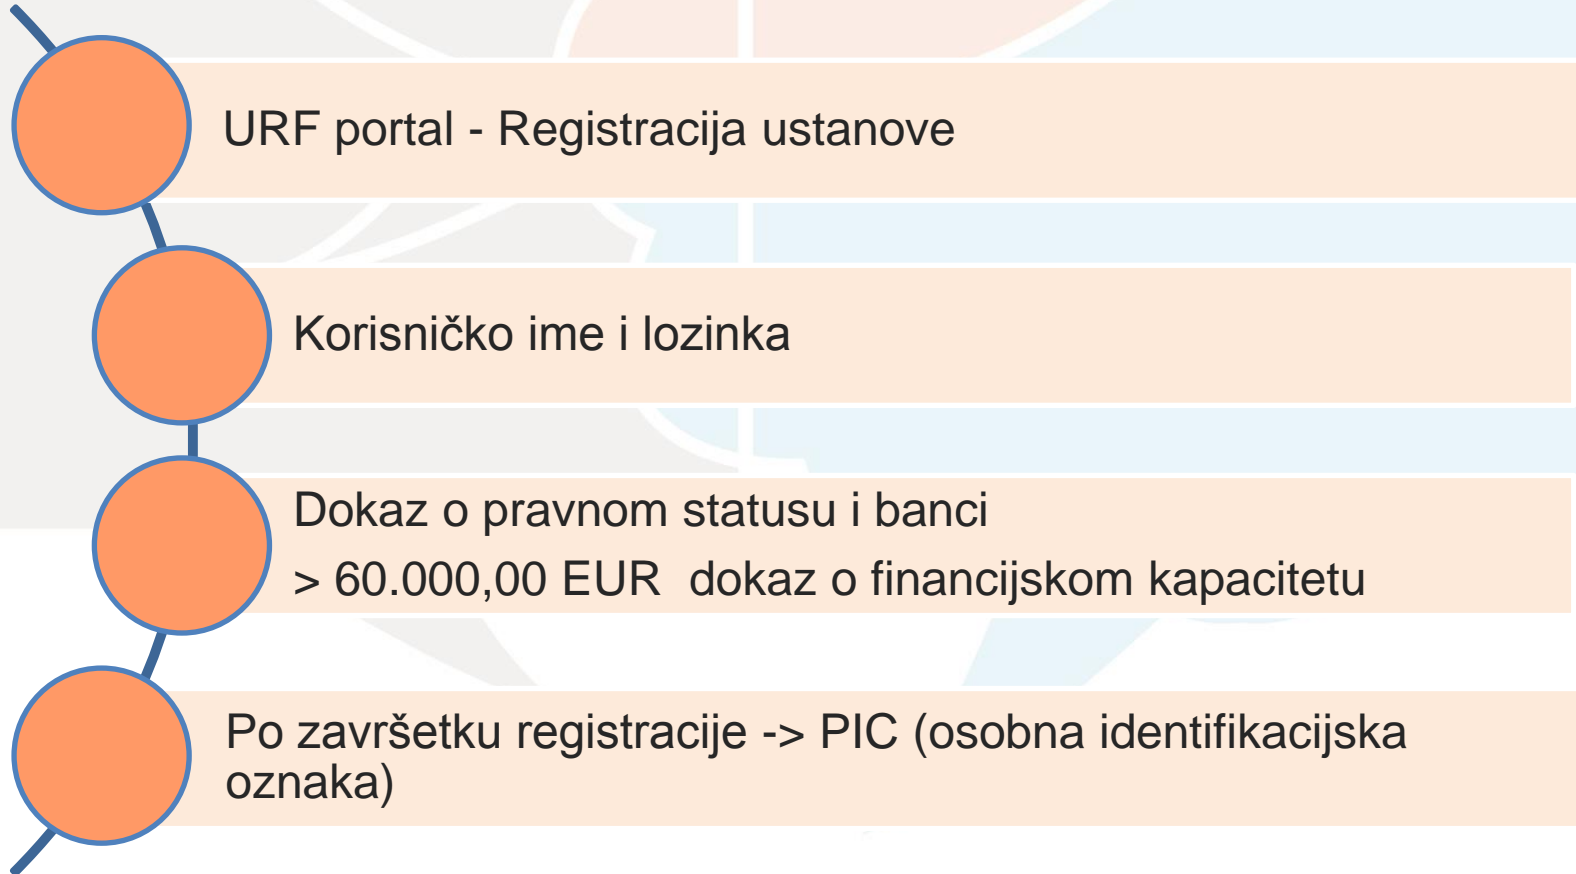 URF portal - Registracija ustanove
Korisničko ime i lozinka
Dokaz o pravnom statusu i banci
> 60.000,00 EUR  dokaz o financijskom kapacitetu
Po završetku registracije -> PIC (osobna identifikacijska
oznaka)